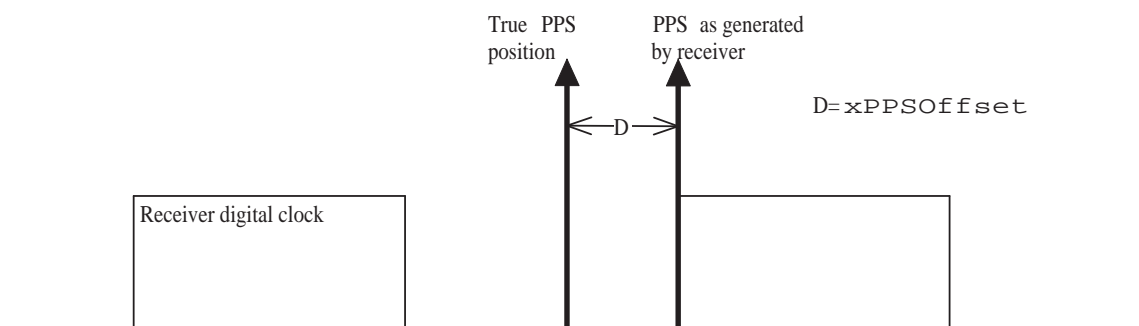 True PPS
position
PPS as generated
by receiver
D=xPPSOffset
D
Receiver digital clock